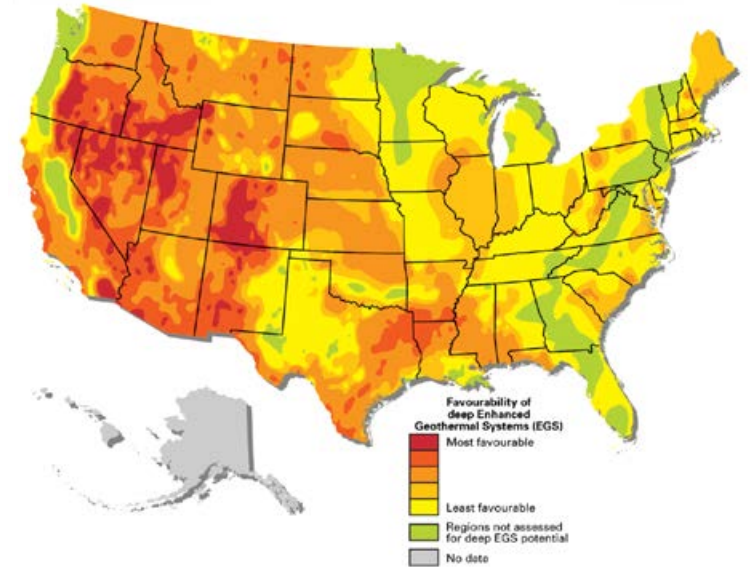 Favourability of
deep Enhanced
Geothermal Systems (EGS)
Most favourable
Least favourable
Regions not assessed
for deep EGS potential
No data